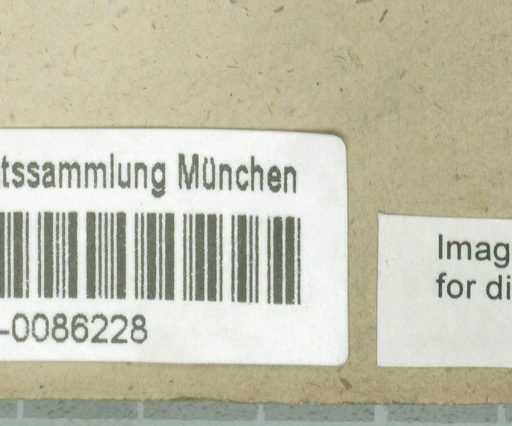 tssammlung München
-0086228
Imag
for di